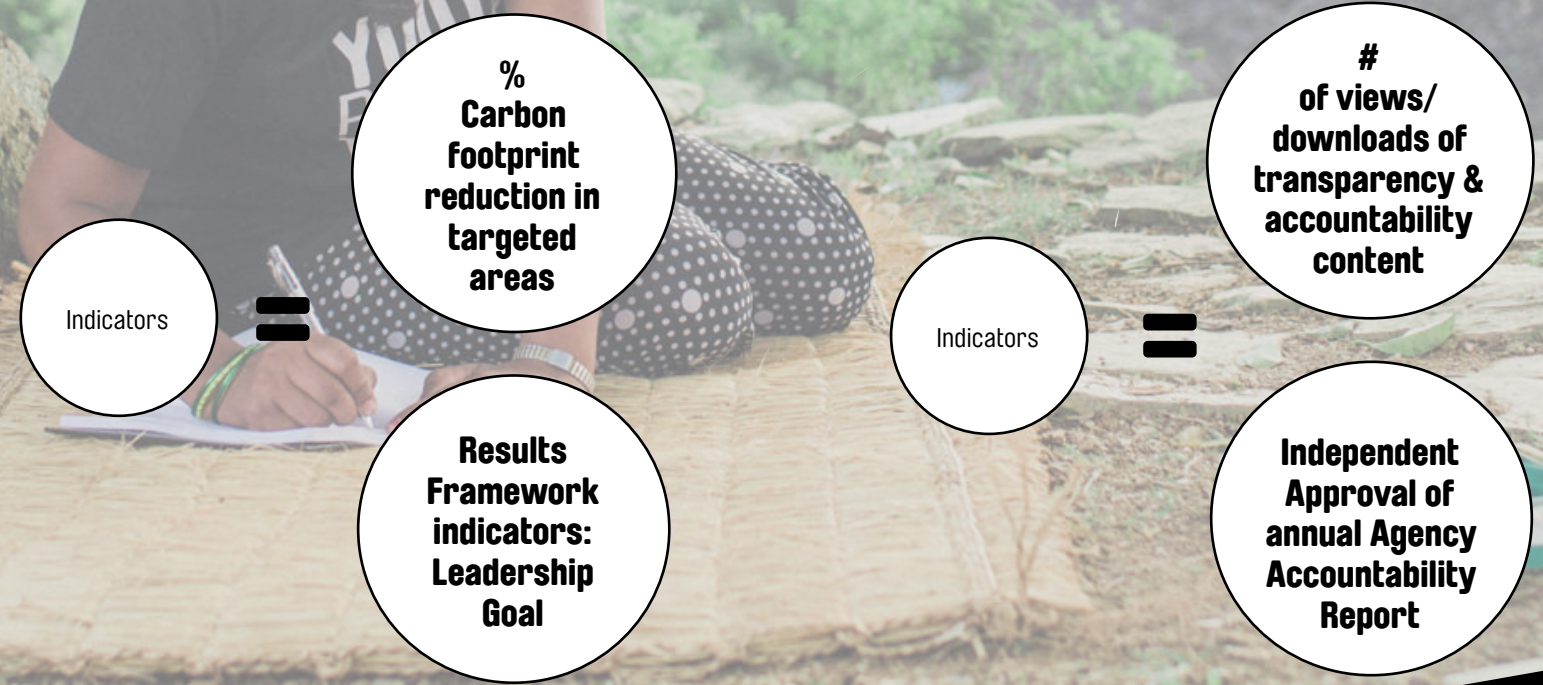 Indicators
%
Carbon
footprint
reduction in
targeted
areas
Results
Framework
indicators:
Leadership
Goal
Indicators
#
of views/
downloads of
transparency &
accountability
content
Independent
Approval of
annual Agency
Accountability
Report